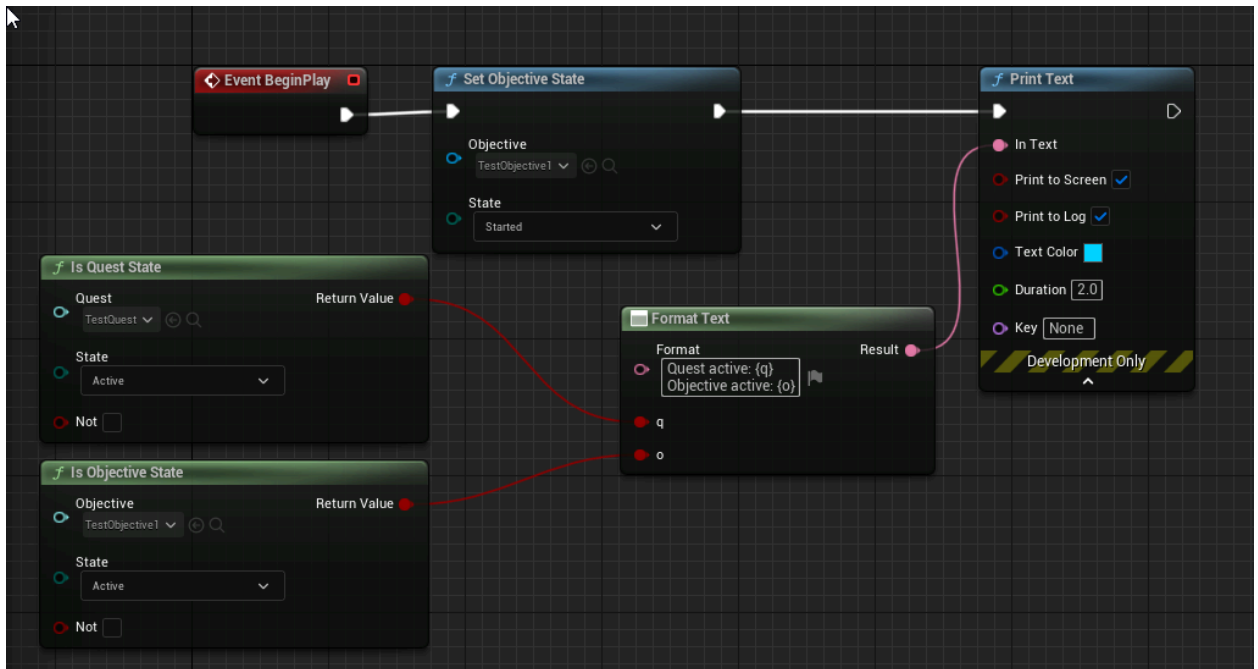 Event BeginPlay
f Set Objective State
Objective
TestObjective1
State
Started
f Print Text
In Text
Print to Screen
Print to Log
Text Color
Duration 2.0
Key None
Development Only
f Is Quest State
Quest Return Value
TestQuest
State
Active
Not
Format Text
Format Result
Quest active: {q}
Objective active: {o}
q
o
f Is Objective State
Objective Return Value
TestObjective1
State
Active
Not